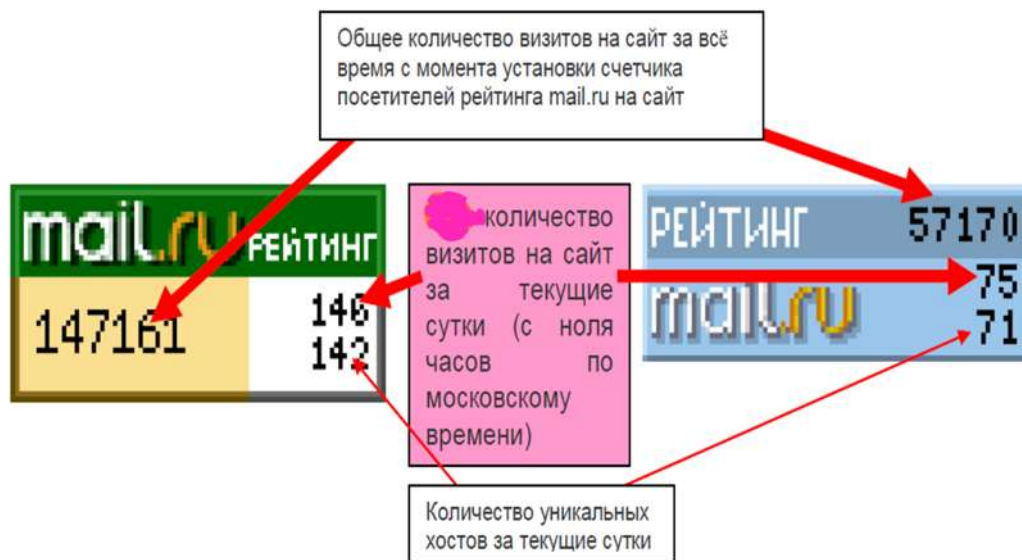 Общее количество визитов на сайт за всё
время с момента установки счетчика
посетителей рейтинга mail.ru на сайт
mail.ru РЕЙТИНГ
147161
146
142
количество
визитов на сайт
за текущие
сутки (с ноля
часов по
московскому
времени)
РЕЙТИНГ 57170
mail.ru
75
71
Количество уникальных
хостов за текущие сутки